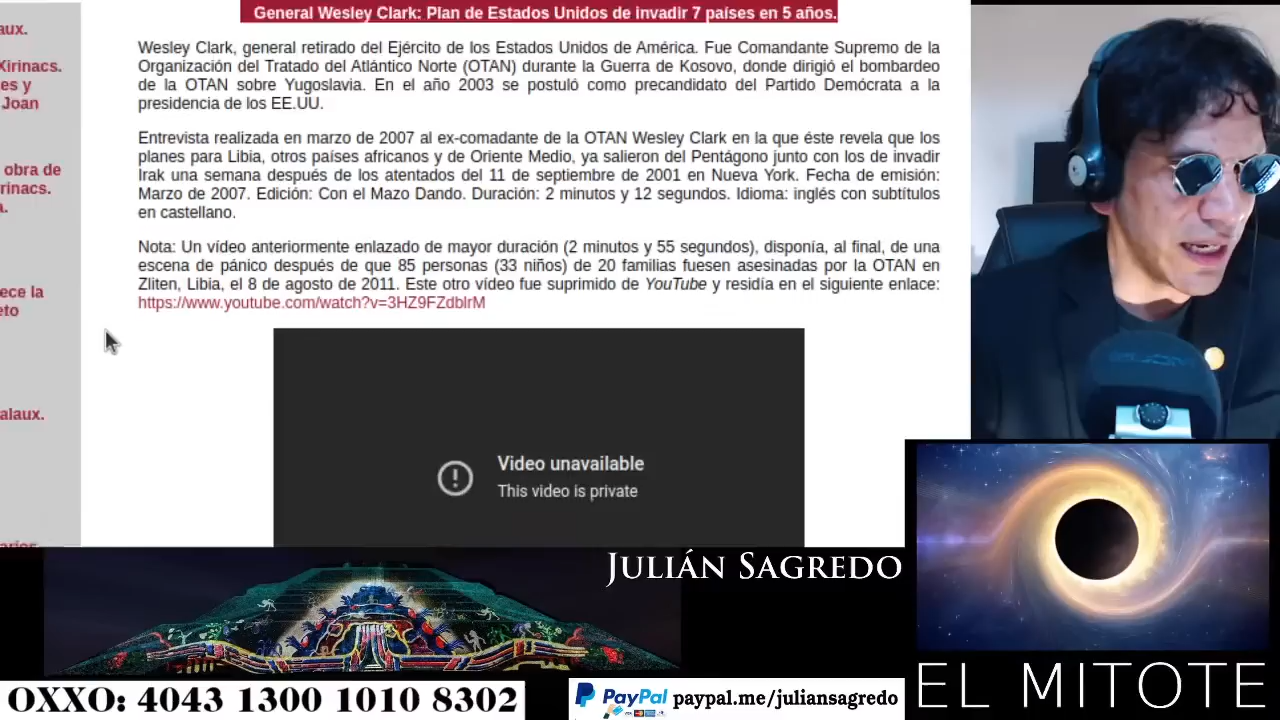 General Wesley Clark: Plan de Estados Unidos de invadir 7 países en 5 años.
Wesley Clark, general retirado del Ejército de los Estados Unidos de América. Fue Comandante Supremo de la
Organización del Tratado del Atlántico Norte (OTAN) durante la Guerra de Kosovo, donde dirigió el bombardeo
de la OTAN sobre Yugoslavia. En el año 2003 se postuló como precandidato del Partido Demócrata a la
presidencia de los EE.UU.
Entrevista realizada en marzo de 2007 al ex-comadante de la OTAN Wesley Clark en la que éste revela que los
planes para Libia, otros países africanos y de Oriente Medio, ya salieron del Pentágono junto con los de invadir
Irak una semana después de los atentados del 11 de septiembre de 2001 en Nueva York. Fecha de emisión:
Marzo de 2007. Edición: Con el Mazo Dando. Duración: 2 minutos y 12 segundos. Idioma: inglés con subtítulos
en castellano.
Nota: Un vídeo anteriormente enlazado de mayor duración (2 minutos y 55 segundos), disponía, al final, de una
escena de pánico después de que 85 personas (33 niños) de 20 familias fuesen asesinadas por la OTAN en
Zliten, Libia, el 8 de agosto de 2011. Este otro vídeo fue suprimido de YouTube y residía en el siguiente enlace:
https://www.youtube.com/watch?v=3HZ9FZdblrM
Video unavailable
This video is private
aux.
Xirinacs.
es y
Joan
obra de
rinacs.
a.
ece la
eto
alaux.
JULIÁN SAGREDO
EL MITOTE
OXXO: 4043 1300 1010 8302
PayPal paypal.me/juliansagredo